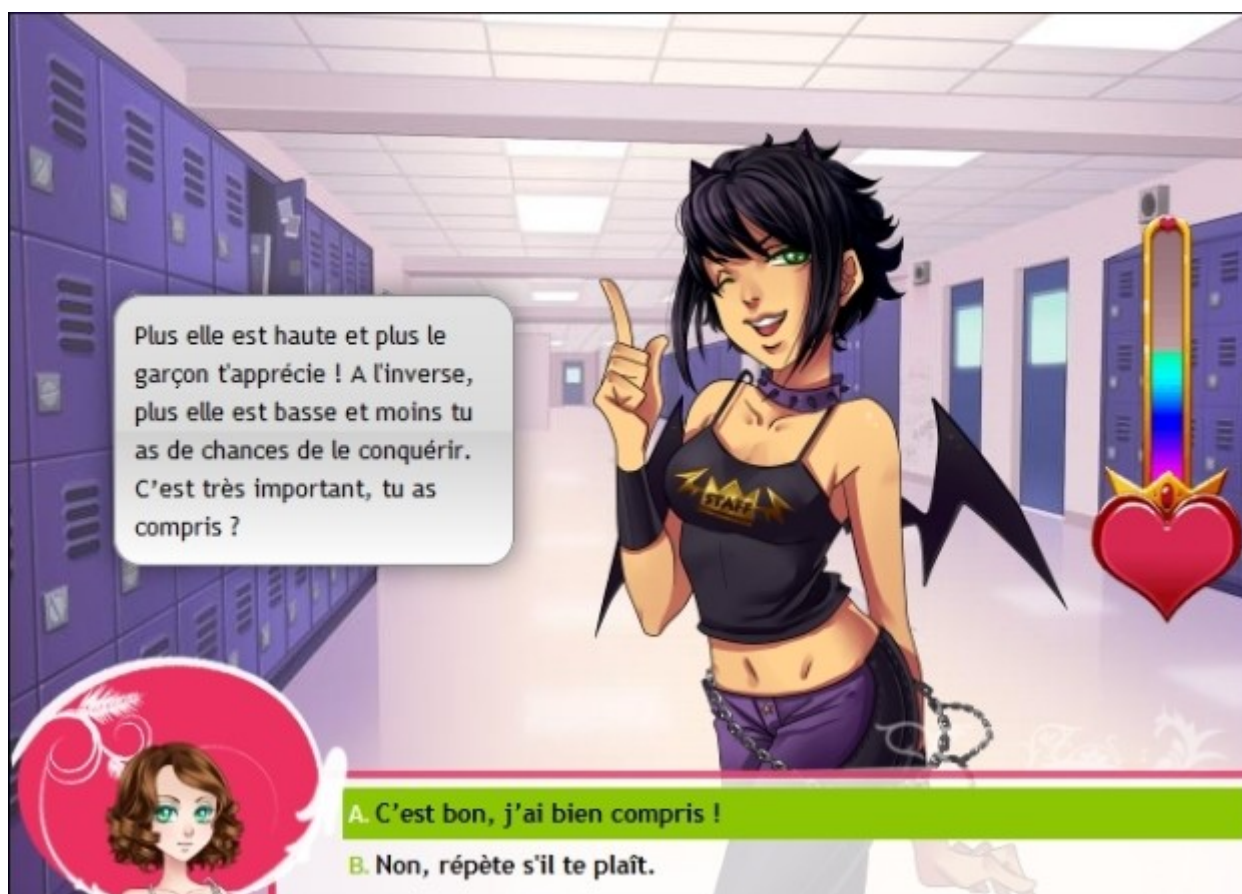 Plus elle est haute et plus le
garçon t'apprécie ! A l'inverse,
plus elle est basse et moins tu
as de chances de le conquérir.
C’est très important, tu as
compris ?
STAFF
A. C’est bon, j’ai bien compris !
B. Non, répète s'il te plaît.